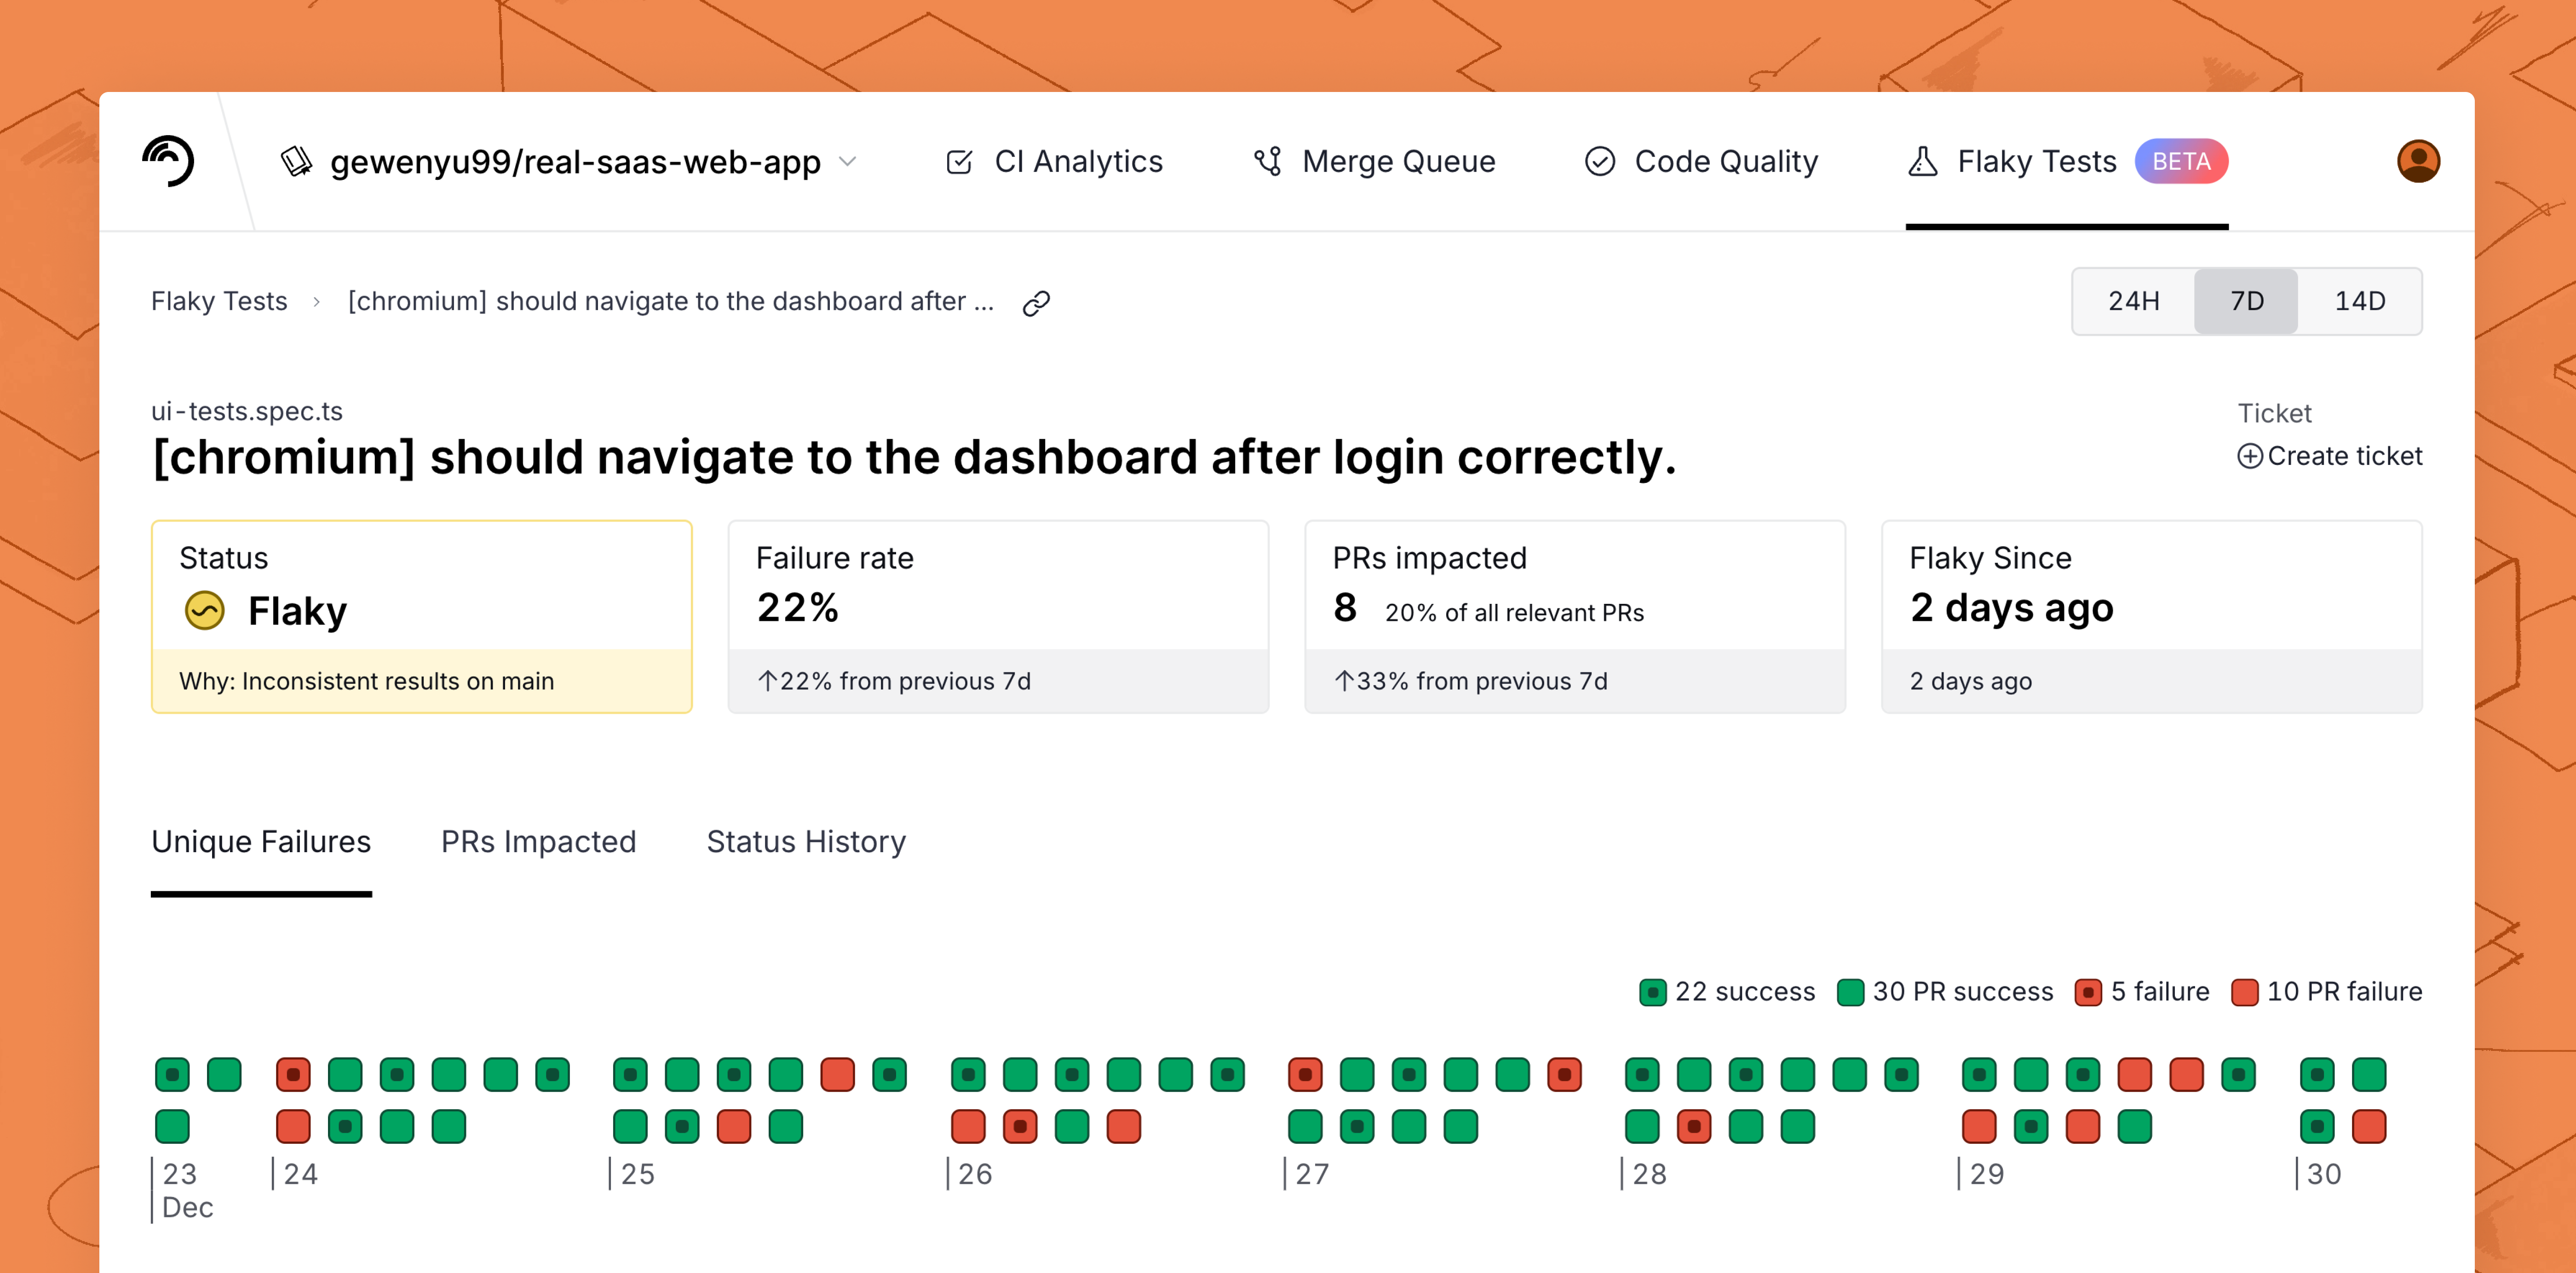 gewenyu99/real-saas-web-app CI Analytics Merge Queue Code Quality Flaky Tests BETA
Flaky Tests > [chromium] should navigate to the dashboard after ... 24H 7D 14D
ui-tests.spec.ts
[chromium] should navigate to the dashboard after login correctly.
Ticket
Create ticket
Status
Flaky
Why: Inconsistent results on main
Failure rate
22%
↑22% from previous 7d
PRs impacted
8 20% of all relevant PRs
↑33% from previous 7d
Flaky Since
2 days ago
2 days ago
Unique Failures PRs Impacted Status History
22 success 30 PR success 5 failure 10 PR failure
23 24 25 26 27 28 29 30
Dec